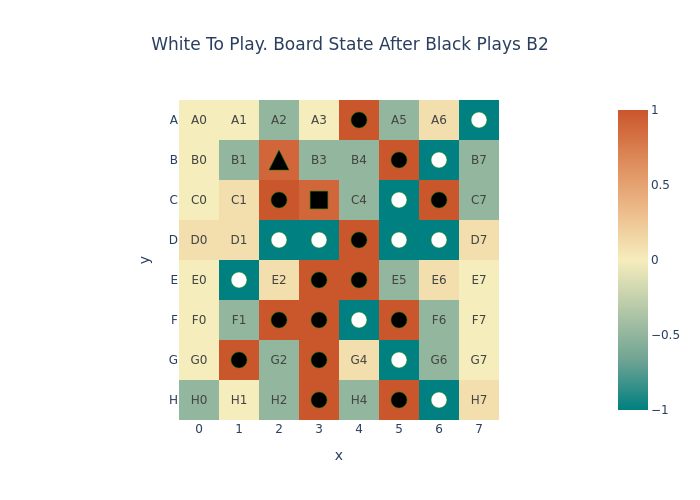 White To Play. Board State After Black Plays B2
A A0 A1 A2 A3 A5 A6
B B0 B1 B3 B4 B7
C C0 C1 C4 C7
D D0 D1 D7
E E0 E2 E5 E6 E7
F F0 F1 F6 F7
G G0 G2 G4 G6 G7
H H0 H1 H2 H4 H7
0 1 2 3 4 5 6 7
x
y
1
0.5
0
−0.5
−1